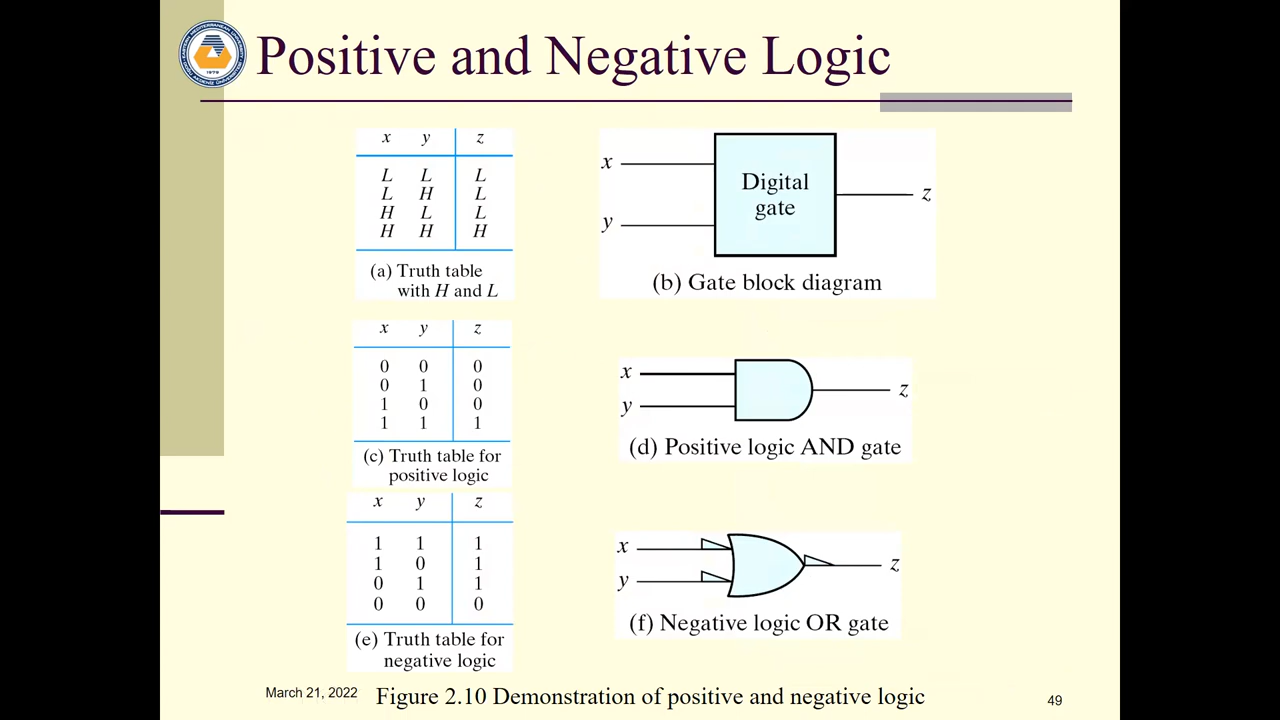 Positive and Negative Logic
x y z
L L L
L H L
H L L
H H H
(a) Truth table
with H and L
x
y
Digital
gate
z
(b) Gate block diagram
x y z
0 0 0
0 1 0
1 0 0
1 1 1
(c) Truth table for
positive logic
x
y
z
(d) Positive logic AND gate
x y z
1 1 1
1 0 1
0 1 1
0 0 0
(e) Truth table for
negative logic
x
y
z
(f) Negative logic OR gate
March 21, 2022
Figure 2.10 Demonstration of positive and negative logic
49